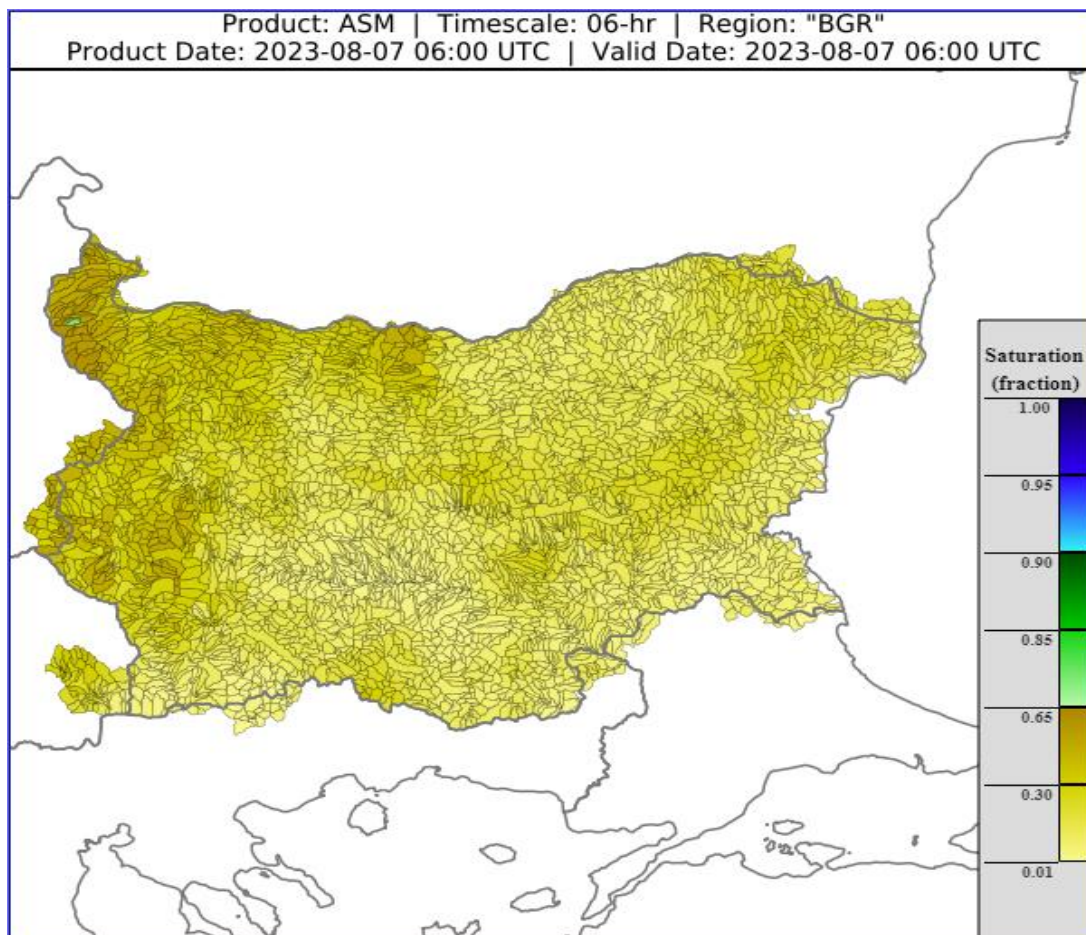 Product: ASM | Timescale: 06-hr | Region: "BGR"
Product Date: 2023-08-07 06:00 UTC | Valid Date: 2023-08-07 06:00 UTC
Saturation
(fraction)
1.00
0.95
0.90
0.85
0.65
0.30
0.01